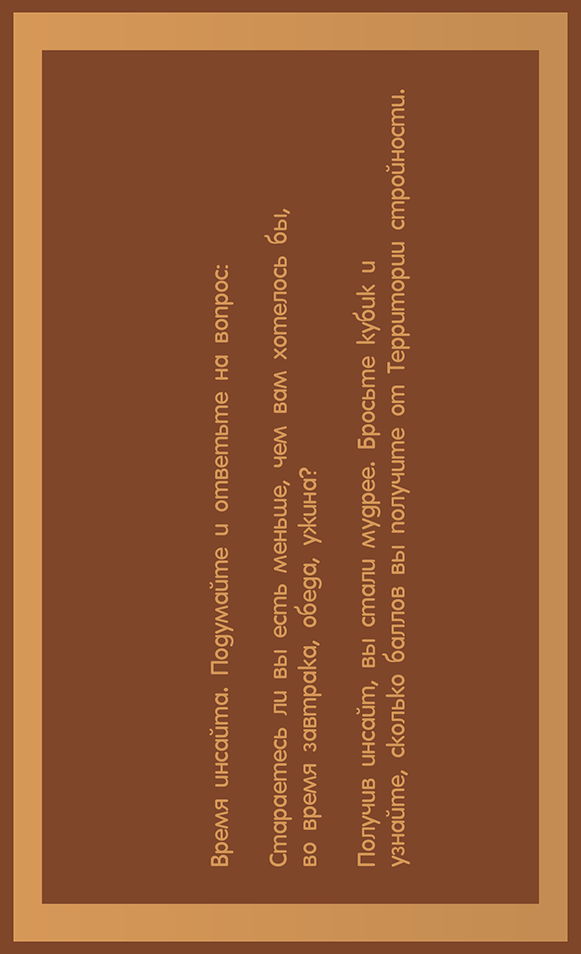 Время инсайта. Подумайте и ответьте на вопрос:
Стараетесь ли вы есть меньше, чем вам хотелось бы,
во время завтрака, обеда, ужина?
Получив инсайт, вы стали мудрее. Бросьте кубик и
узнайте, сколько баллов вы получите от Территории стройности.